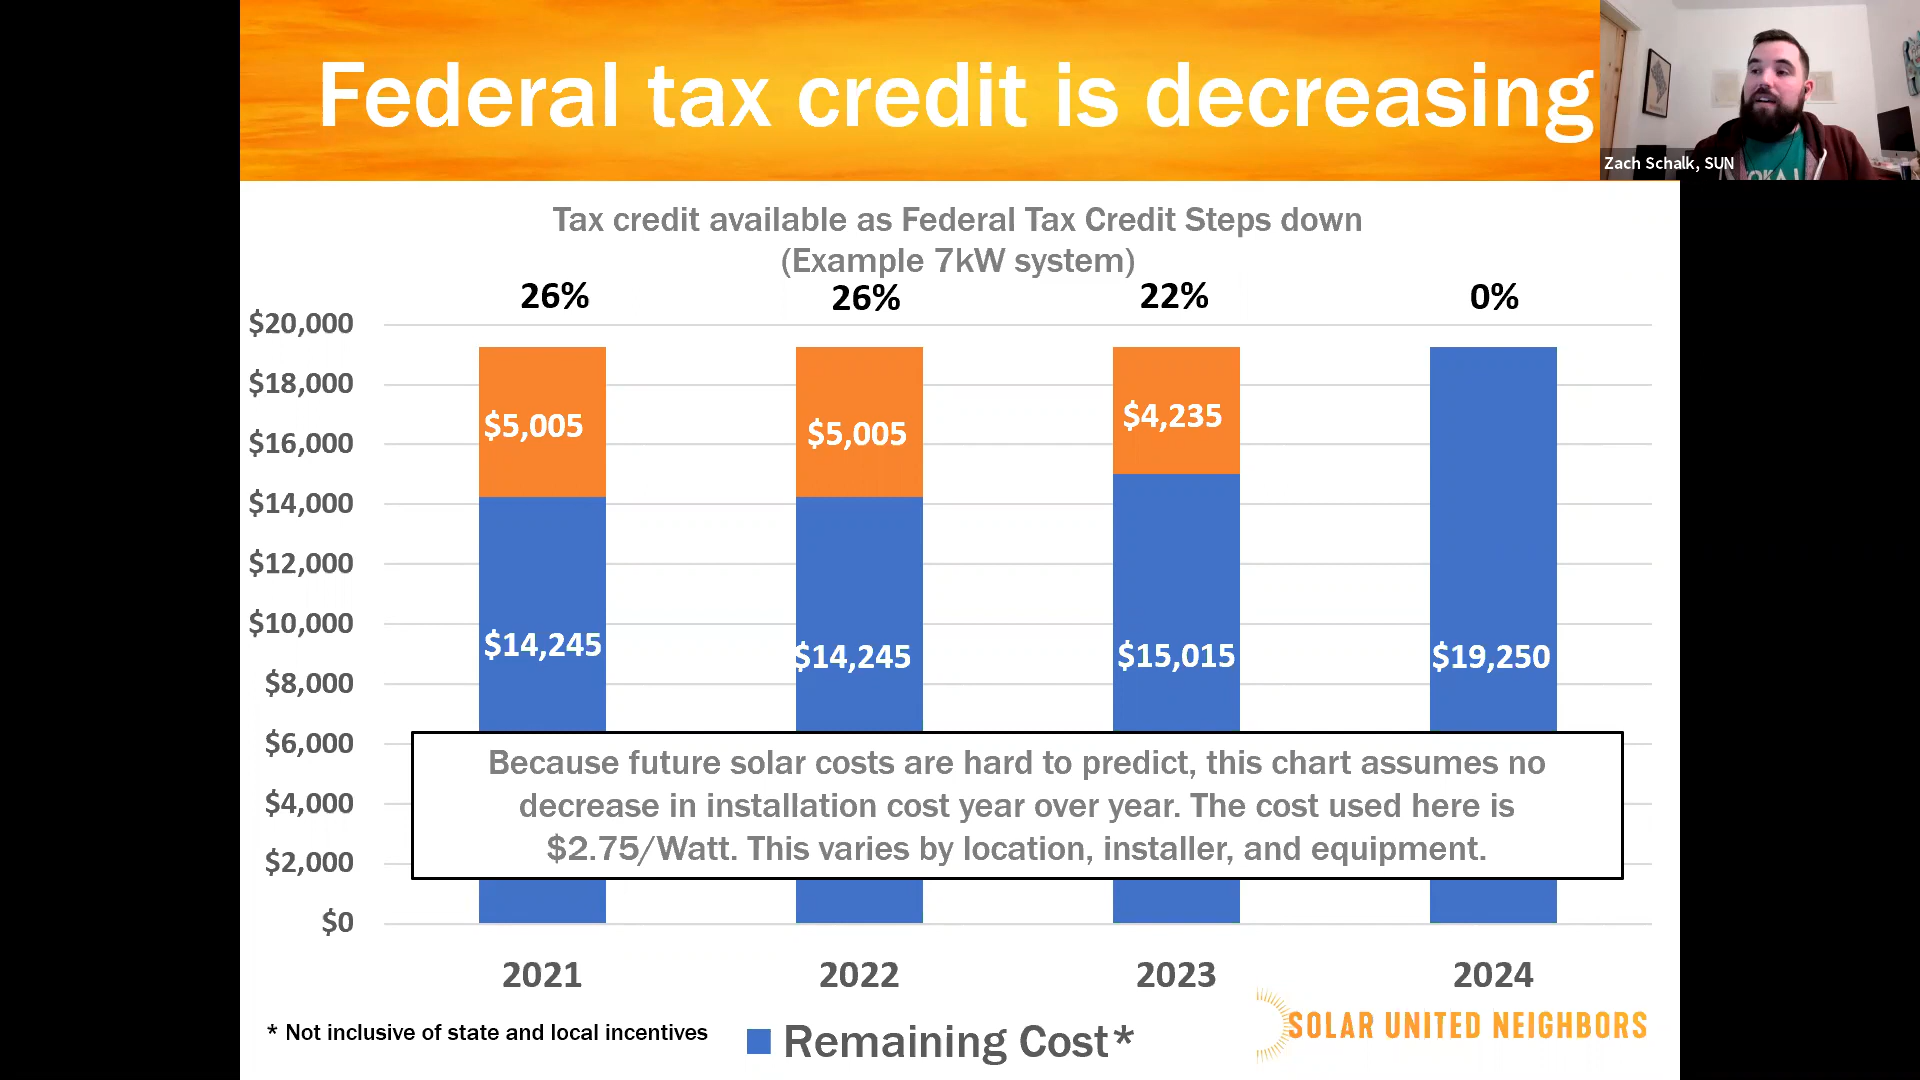 Federal tax credit is decreasing
Zach Schalk, SUN
Tax credit available as Federal Tax Credit Steps down
(Example 7kW system)
26%
26%
22%
0%
$20,000
$18,000
$16,000
$14,000
$12,000
$10,000
$8,000
$6,000
$4,000
$2,000
$0
$5,005
$5,005
$4,235
$14,245
$14,245
$15,015
$19,250
Because future solar costs are hard to predict, this chart assumes no
decrease in installation cost year over year. The cost used here is
$2.75/Watt. This varies by location, installer, and equipment.
2021
2022
2023
2024
* Not inclusive of state and local incentives
Remaining Cost*
SOLAR UNITED NEIGHBORS